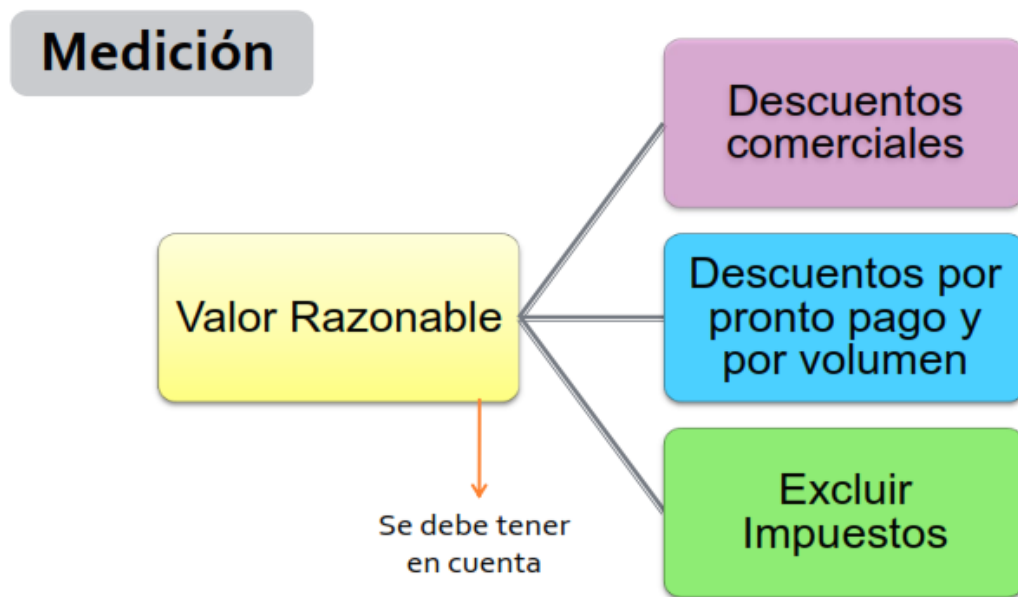 Medición
Descuentos
comerciales
Valor Razonable
Descuentos por
pronto pago y
por volumen
Se debe tener
en cuenta
Excluir
Impuestos